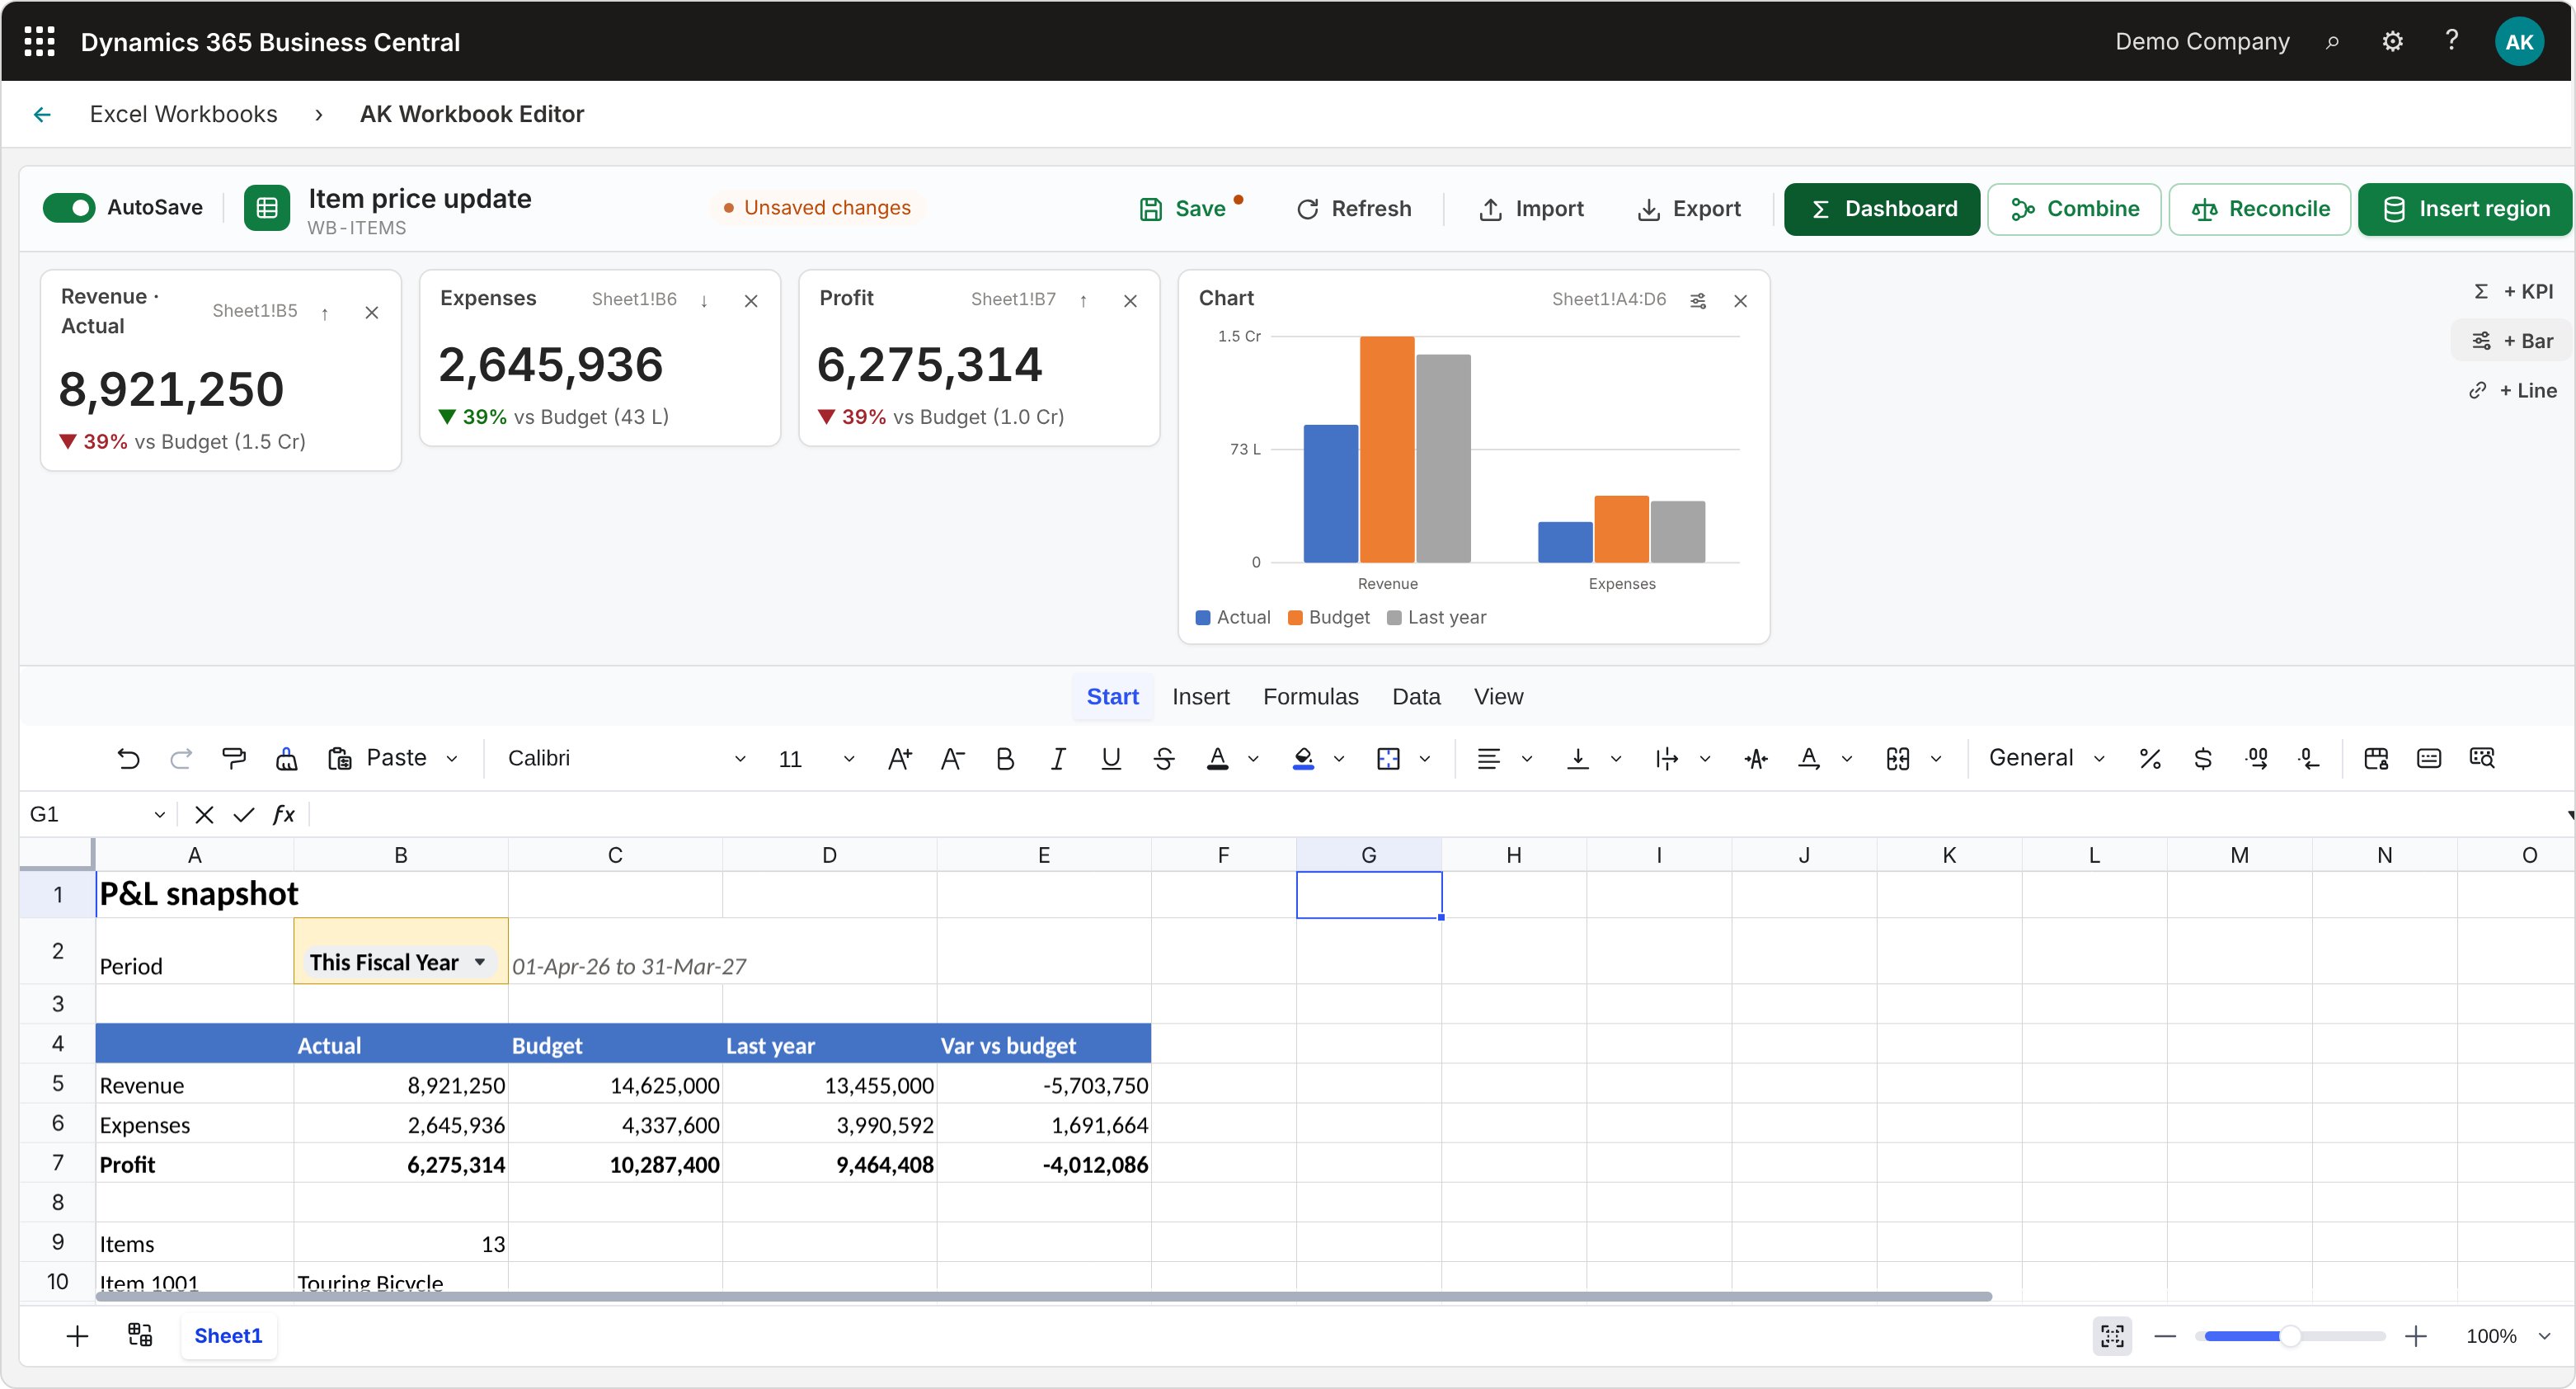 Dynamics 365 Business Central
Demo Company
?
AK
Excel Workbooks › AK Workbook Editor
AutoSave
Item price update
WB-ITEMS
Unsaved changes
Save
Refresh
Import
Export
Σ Dashboard
Combine
Reconcile
Insert region
Revenue · Actual
Sheet1!B5 ↑ ×
8,921,250
▼ 39% vs Budget (1.5 Cr)
Expenses
Sheet1!B6 ↓ ×
2,645,936
▼ 39% vs Budget (43 L)
Profit
Sheet1!B7 ↑ ×
6,275,314
▼ 39% vs Budget (1.0 Cr)
Chart
Sheet1!A4:D6 ×
1.5 Cr
73 L
0
Revenue
Expenses
Actual
Budget
Last year
Σ + KPI
+ Bar
+ Line
Start Insert Formulas Data View
Paste Calibri 11 General
G1 fx
A B C D E F G H I J K L M N O
1 P&L snapshot
2 Period This Fiscal Year 01-Apr-26 to 31-Mar-27
3
4 Actual Budget Last year Var vs budget
5 Revenue 8,921,250 14,625,000 13,455,000 -5,703,750
6 Expenses 2,645,936 4,337,600 3,990,592 1,691,664
7 Profit 6,275,314 10,287,400 9,464,408 -4,012,086
8
9 Items 13
10 Item 1001 Touring Bicycle
Sheet1
100%